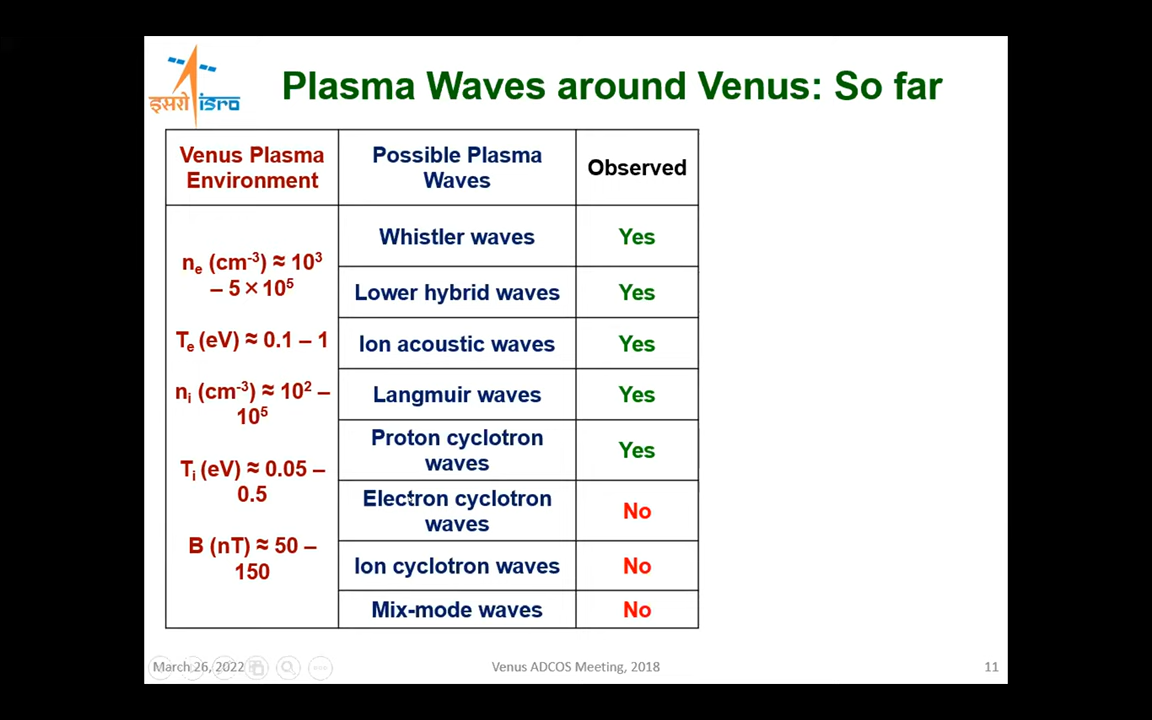 इसरो isro
Plasma Waves around Venus: So far
Venus Plasma
Environment
Possible Plasma
Waves
Observed
nₑ (cm⁻³) ≈ 10³
– 5 × 10⁵
Tₑ (eV) ≈ 0.1 – 1
nᵢ (cm⁻³) ≈ 10² –
10⁵
Tᵢ (eV) ≈ 0.05 –
0.5
B (nT) ≈ 50 –
150
Whistler waves Yes
Lower hybrid waves Yes
Ion acoustic waves Yes
Langmuir waves Yes
Proton cyclotron
waves Yes
Electron cyclotron
waves No
Ion cyclotron waves No
Mix-mode waves No
March 26, 2022 Venus ADCOS Meeting, 2018 11